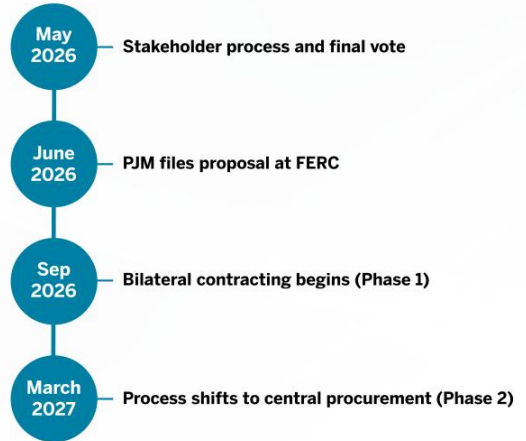 May
2026
Stakeholder process and final vote
June
2026
PJM files proposal at FERC
Sep
2026
Bilateral contracting begins (Phase 1)
March
2027
Process shifts to central procurement (Phase 2)